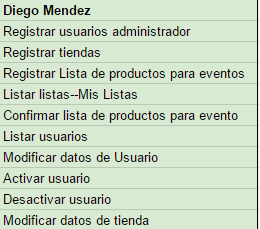 Diego Mendez
Registrar usuarios administrador
Registrar tiendas
Registrar Lista de productos para eventos
Listar listas--Mis Listas
Confirmar lista de productos para evento
Listar usuarios
Modificar datos de Usuario
Activar usuario
Desactivar usuario
Modificar datos de tienda